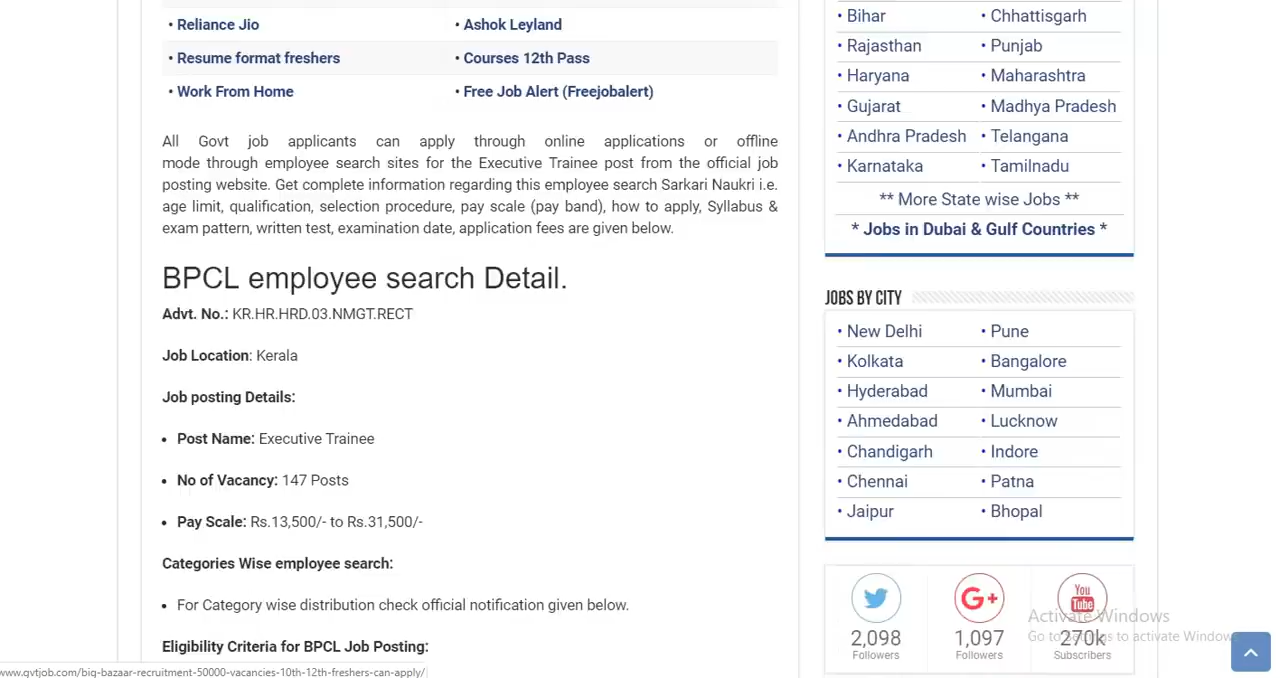 • Reliance Jio
• Ashok Leyland
• Resume format freshers
• Courses 12th Pass
• Work From Home
• Free Job Alert (Freejobalert)
All Govt job applicants can apply through online applications or offline
mode through employee search sites for the Executive Trainee post from the official job
posting website. Get complete information regarding this employee search Sarkari Naukri i.e.
age limit, qualification, selection procedure, pay scale (pay band), how to apply, Syllabus &
exam pattern, written test, examination date, application fees are given below.
BPCL employee search Detail.
Advt. No.: KR.HR.HRD.03.NMGT.RECT
Job Location: Kerala
Job posting Details:
• Post Name: Executive Trainee
• No of Vacancy: 147 Posts
• Pay Scale: Rs.13,500/- to Rs.31,500/-
Categories Wise employee search:
• For Category wise distribution check official notification given below.
Eligibility Criteria for BPCL Job Posting:
• Bihar
• Chhattisgarh
• Rajasthan
• Punjab
• Haryana
• Maharashtra
• Gujarat
• Madhya Pradesh
• Andhra Pradesh
• Telangana
• Karnataka
• Tamilnadu
** More State wise Jobs **
* Jobs in Dubai & Gulf Countries *
JOBS BY CITY
• New Delhi
• Pune
• Kolkata
• Bangalore
• Hyderabad
• Mumbai
• Ahmedabad
• Lucknow
• Chandigarh
• Indore
• Chennai
• Patna
• Jaipur
• Bhopal
G+
You
Tube
2,098
Followers
1,097
Followers
270k
Subscribers
Activate Windows
Go to Settings to activate Windows.
www.gvtjob.com/big-bazaar-recruitment-50000-vacancies-10th-12th-freshers-can-apply/